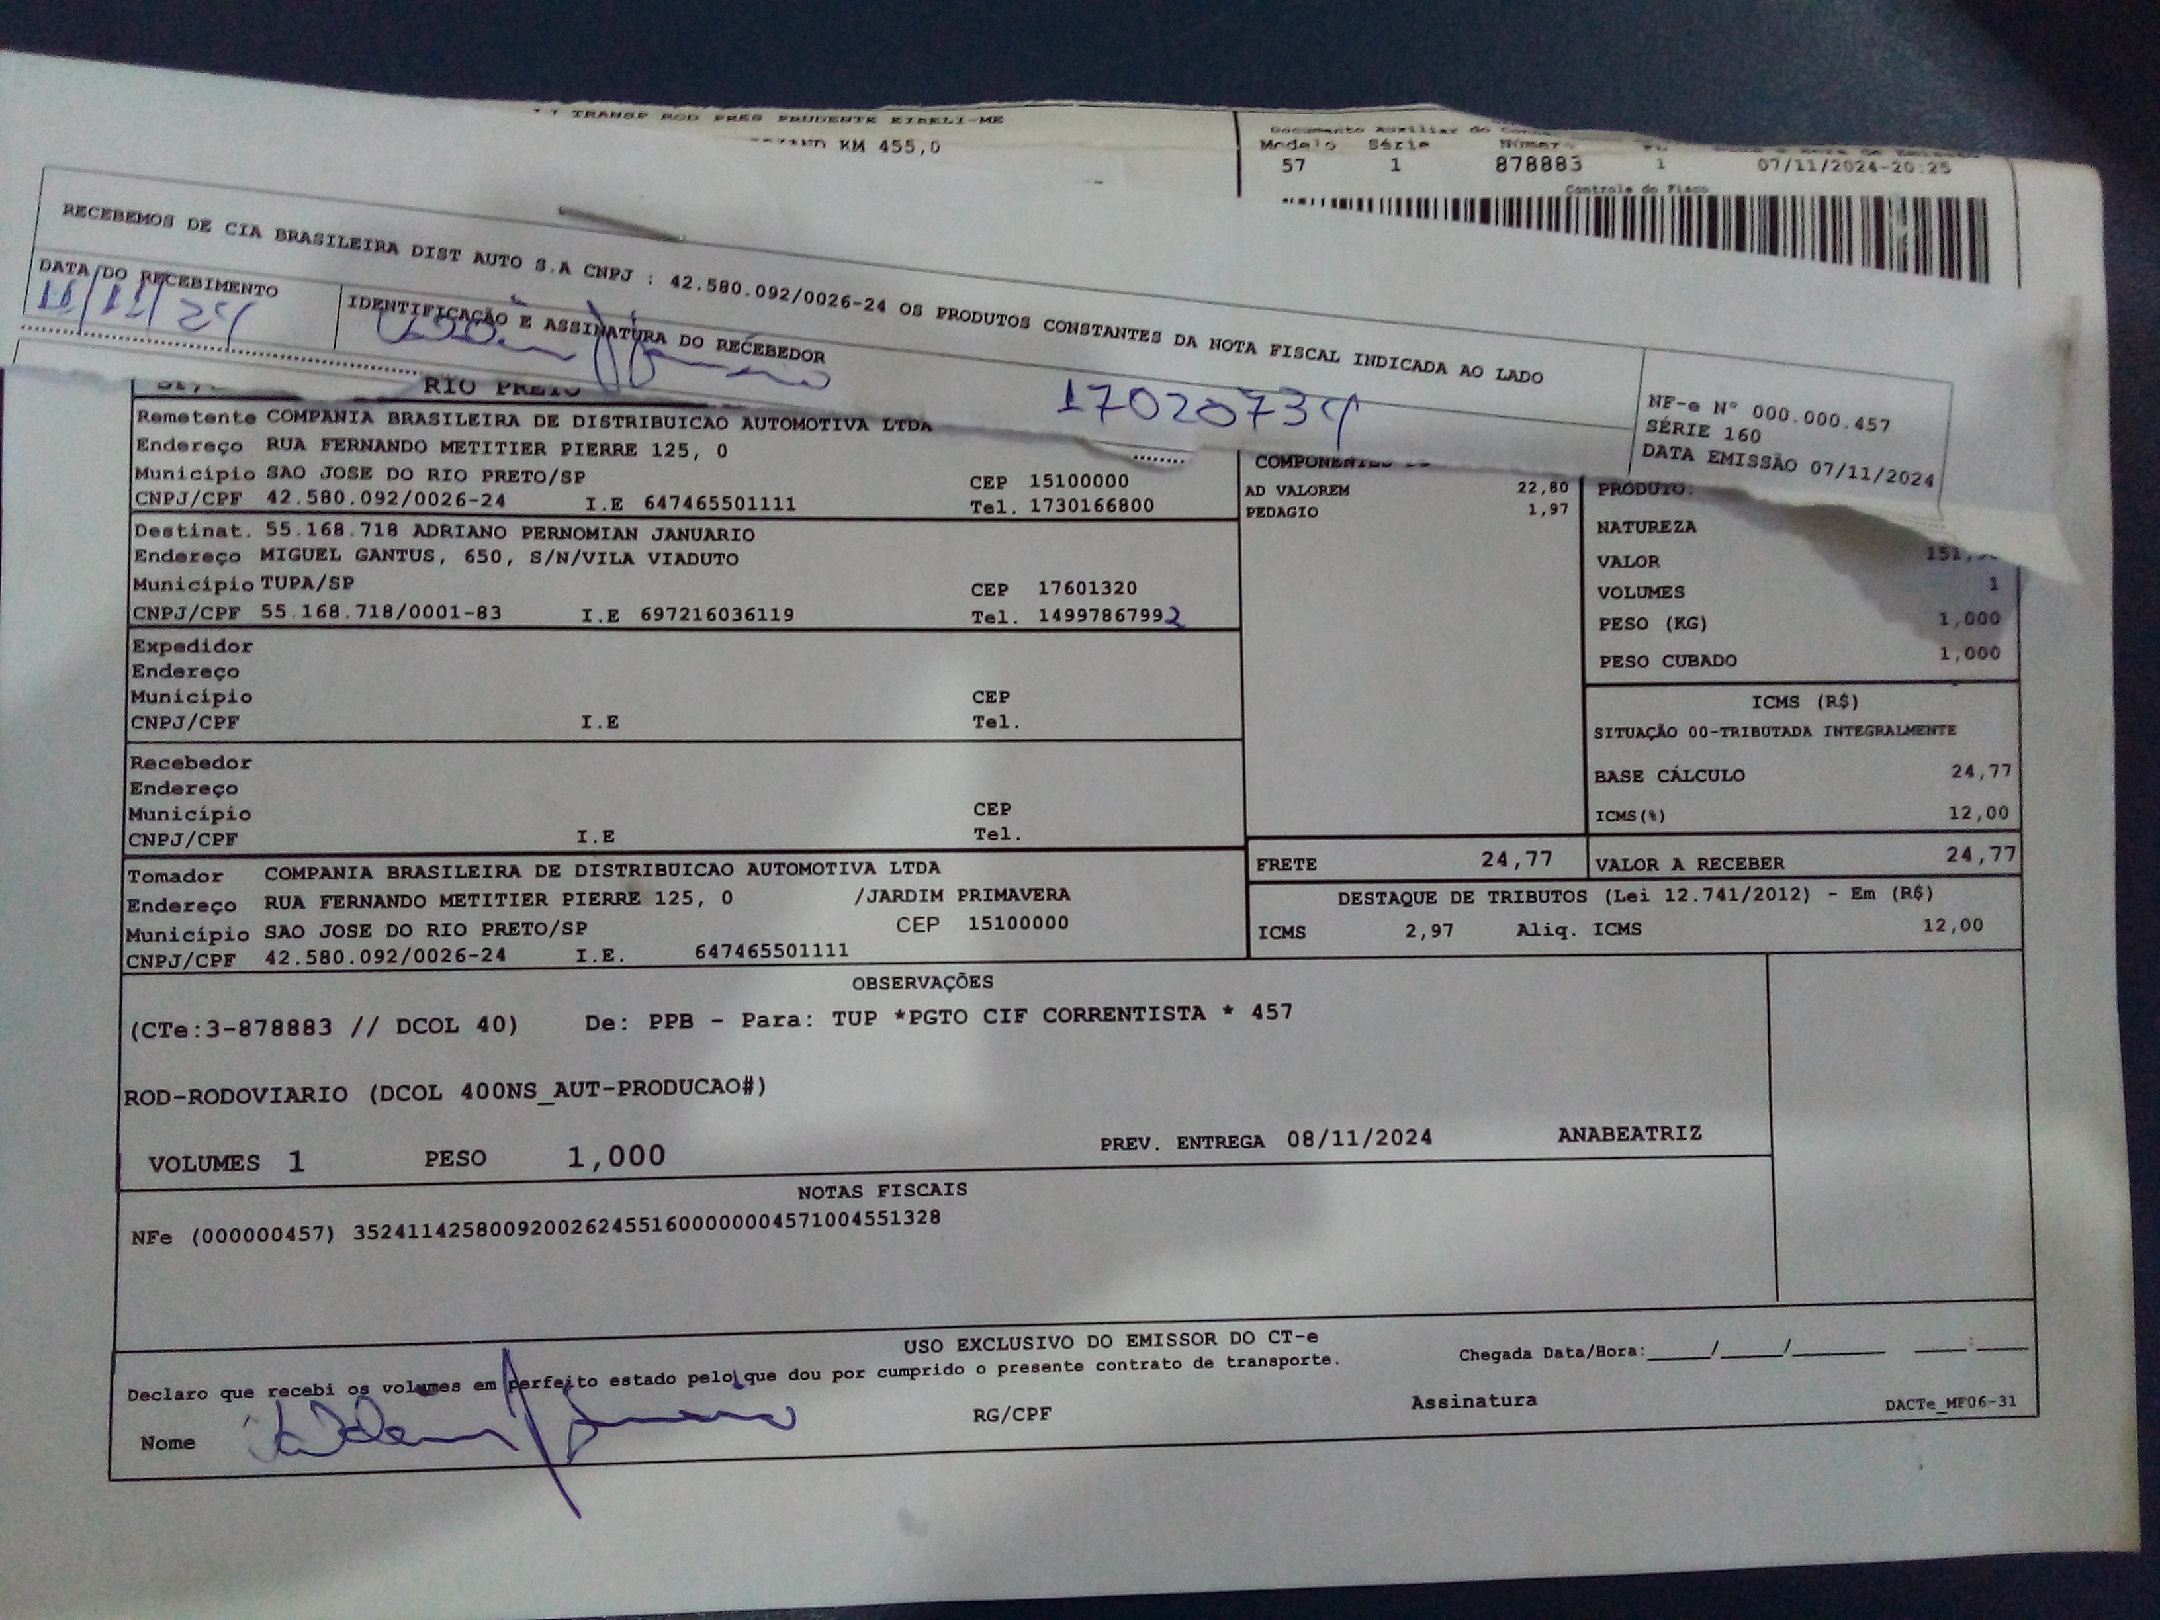 TRANSP ROD PRES PRUDENTE EIRELI-ME
KM 455,0
Documento Auxiliar do
Modelo Série Número
57 1 878883 1 07/11/2024-20:25
Controle do Fisco
RECEBEMOS DE CIA BRASILEIRA DIST AUTO S.A CNPJ : 42.580.092/0026-24 OS PRODUTOS CONSTANTES DA NOTA FISCAL INDICADA AO LADO
DATA DO RECEBIMENTO
11/11/24
IDENTIFICAÇÃO E ASSINATURA DO RECEBEDOR
17020734
NF-e N° 000.000.457
SÉRIE 160
DATA EMISSÃO 07/11/2024
RIO PRETO
Remetente COMPANIA BRASILEIRA DE DISTRIBUICAO AUTOMOTIVA LTDA
Endereço RUA FERNANDO METITIER PIERRE 125, 0
Município SAO JOSE DO RIO PRETO/SP CEP 15100000
CNPJ/CPF 42.580.092/0026-24 I.E 647465501111 Tel. 1730166800
Destinat. 55.168.718 ADRIANO PERNOMIAN JANUARIO
Endereço MIGUEL GANTUS, 650, S/N/VILA VIADUTO
Município TUPA/SP CEP 17601320
CNPJ/CPF 55.168.718/0001-83 I.E 697216036119 Tel. 14997867992
Expedidor
Endereço
Município CEP
CNPJ/CPF I.E Tel.
Recebedor
Endereço
Município CEP
CNPJ/CPF I.E Tel.
Tomador COMPANIA BRASILEIRA DE DISTRIBUICAO AUTOMOTIVA LTDA
Endereço RUA FERNANDO METITIER PIERRE 125, 0 /JARDIM PRIMAVERA
Município SAO JOSE DO RIO PRETO/SP CEP 15100000
CNPJ/CPF 42.580.092/0026-24 I.E. 647465501111
COMPONENTES
AD VALOREM 22,80
PEDAGIO 1,97
PRODUTO.
NATUREZA
VALOR
VOLUMES 1
PESO (KG) 1,000
PESO CUBADO 1,000
ICMS (R$)
SITUAÇÃO 00-TRIBUTADA INTEGRALMENTE
BASE CÁLCULO 24,77
ICMS(%) 12,00
FRETE 24,77 VALOR A RECEBER 24,77
DESTAQUE DE TRIBUTOS (Lei 12.741/2012) - Em (R$)
ICMS 2,97 Aliq. ICMS 12,00
OBSERVAÇÕES
(CTe:3-878883 // DCOL 40) De: PPB - Para: TUP *PGTO CIF CORRENTISTA * 457
ROD-RODOVIARIO (DCOL 400NS_AUT-PRODUCAO#)
VOLUMES 1 PESO 1,000 PREV. ENTREGA 08/11/2024 ANABEATRIZ
NOTAS FISCAIS
NFe (000000457) 35241142580092002624551600000004571004551328
USO EXCLUSIVO DO EMISSOR DO CT-e
Declaro que recebi os volumes em perfeito estado pelo que dou por cumprido o presente contrato de transporte.
Chegada Data/Hora:_____/_____/_______ ____:____
Nome RG/CPF Assinatura
DACTe_MF06-31